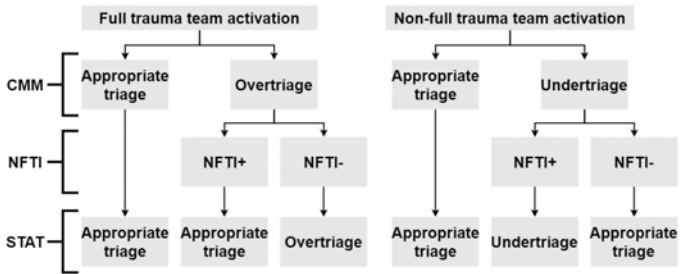 Full trauma team activation
Non-full trauma team activation
CMM
Appropriate
triage
Overtriage
Appropriate
triage
Undertriage
NFTI
NFTI+
NFTI-
NFTI+
NFTI-
STAT
Appropriate
triage
Appropriate
triage
Overtriage
Appropriate
triage
Undertriage
Appropriate
triage